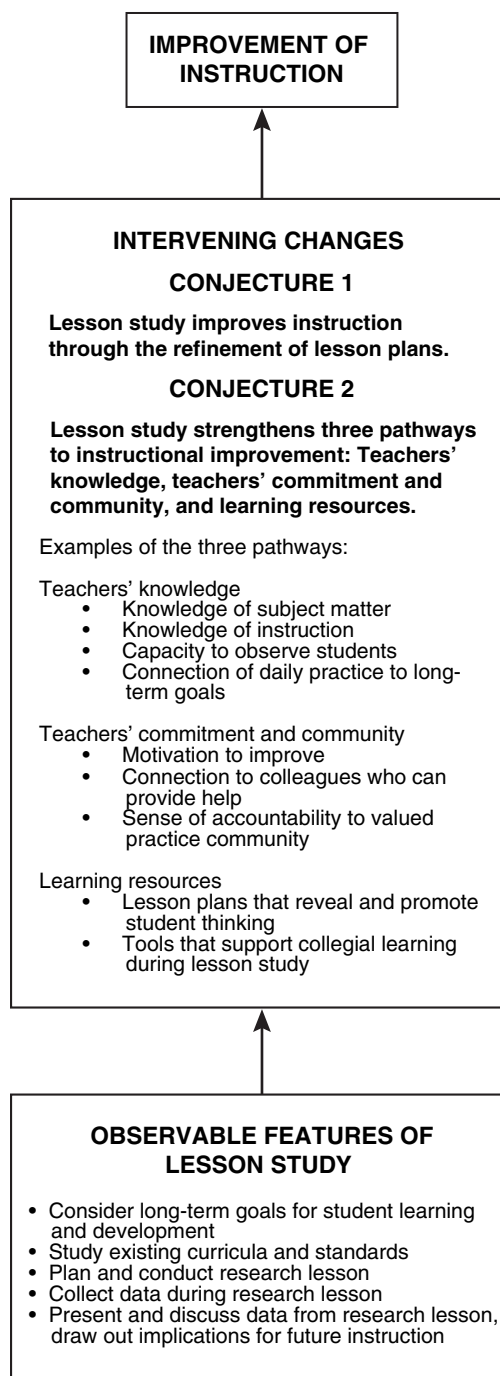 IMPROVEMENT OF
INSTRUCTION
INTERVENING CHANGES
CONJECTURE 1
Lesson study improves instruction
through the refinement of lesson plans.
CONJECTURE 2
Lesson study strengthens three pathways
to instructional improvement: Teachers'
knowledge, teachers' commitment and
community, and learning resources.
Examples of the three pathways:
Teachers' knowledge
• Knowledge of subject matter
• Knowledge of instruction
• Capacity to observe students
• Connection of daily practice to long-
term goals
Teachers' commitment and community
• Motivation to improve
• Connection to colleagues who can
provide help
• Sense of accountability to valued
practice community
Learning resources
• Lesson plans that reveal and promote
student thinking
• Tools that support collegial learning
during lesson study
OBSERVABLE FEATURES OF
LESSON STUDY
• Consider long-term goals for student learning
and development
• Study existing curricula and standards
• Plan and conduct research lesson
• Collect data during research lesson
• Present and discuss data from research lesson,
draw out implications for future instruction